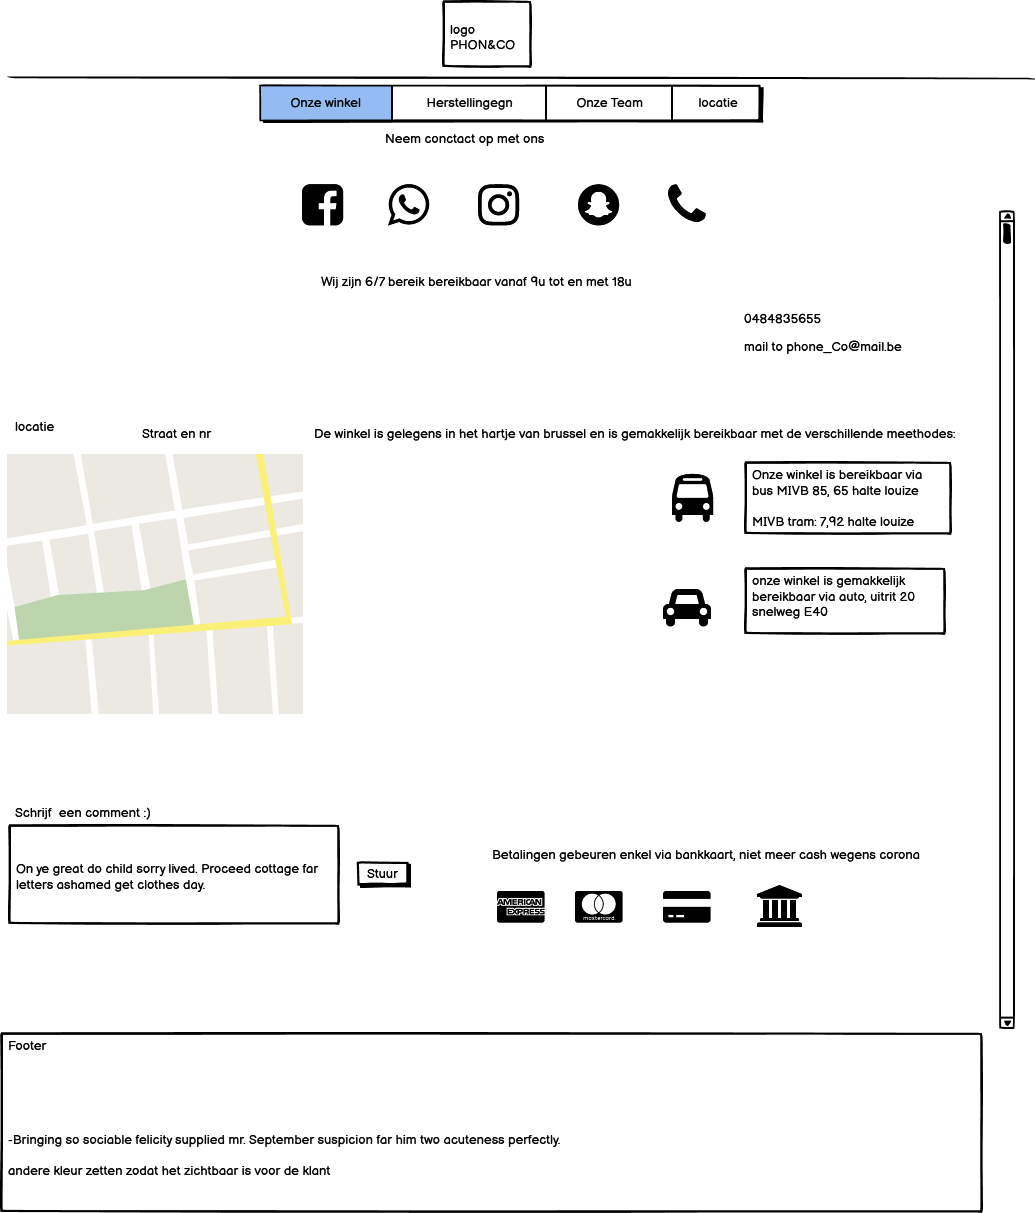 logo
PHON&CO
Onze winkel
Herstellingegn
Onze Team
locatie
Neem conctact op met ons
Wij zijn 6/7 bereik bereikbaar vanaf 9u tot en met 18u
0484835655
mail to phone_Co@mail.be
locatie
Straat en nr
De winkel is gelegens in het hartje van brussel en is gemakkelijk bereikbaar met de verschillende meethodes:
Onze winkel is bereikbaar via
bus MIVB 85, 65 halte louize
MIVB tram: 7,92 halte louize
onze winkel is gemakkelijk
bereikbaar via auto, uitrit 20
snelweg E40
Schrijf een comment :)
On ye great do child sorry lived. Proceed cottage far
letters ashamed get clothes day.
Stuur
Betalingen gebeuren enkel via bankkaart, niet meer cash wegens corona
AMERICAN
EXPRESS
mastercard
Footer
-Bringing so sociable felicity supplied mr. September suspicion far him two acuteness perfectly.
andere kleur zetten zodat het zichtbaar is voor de klant